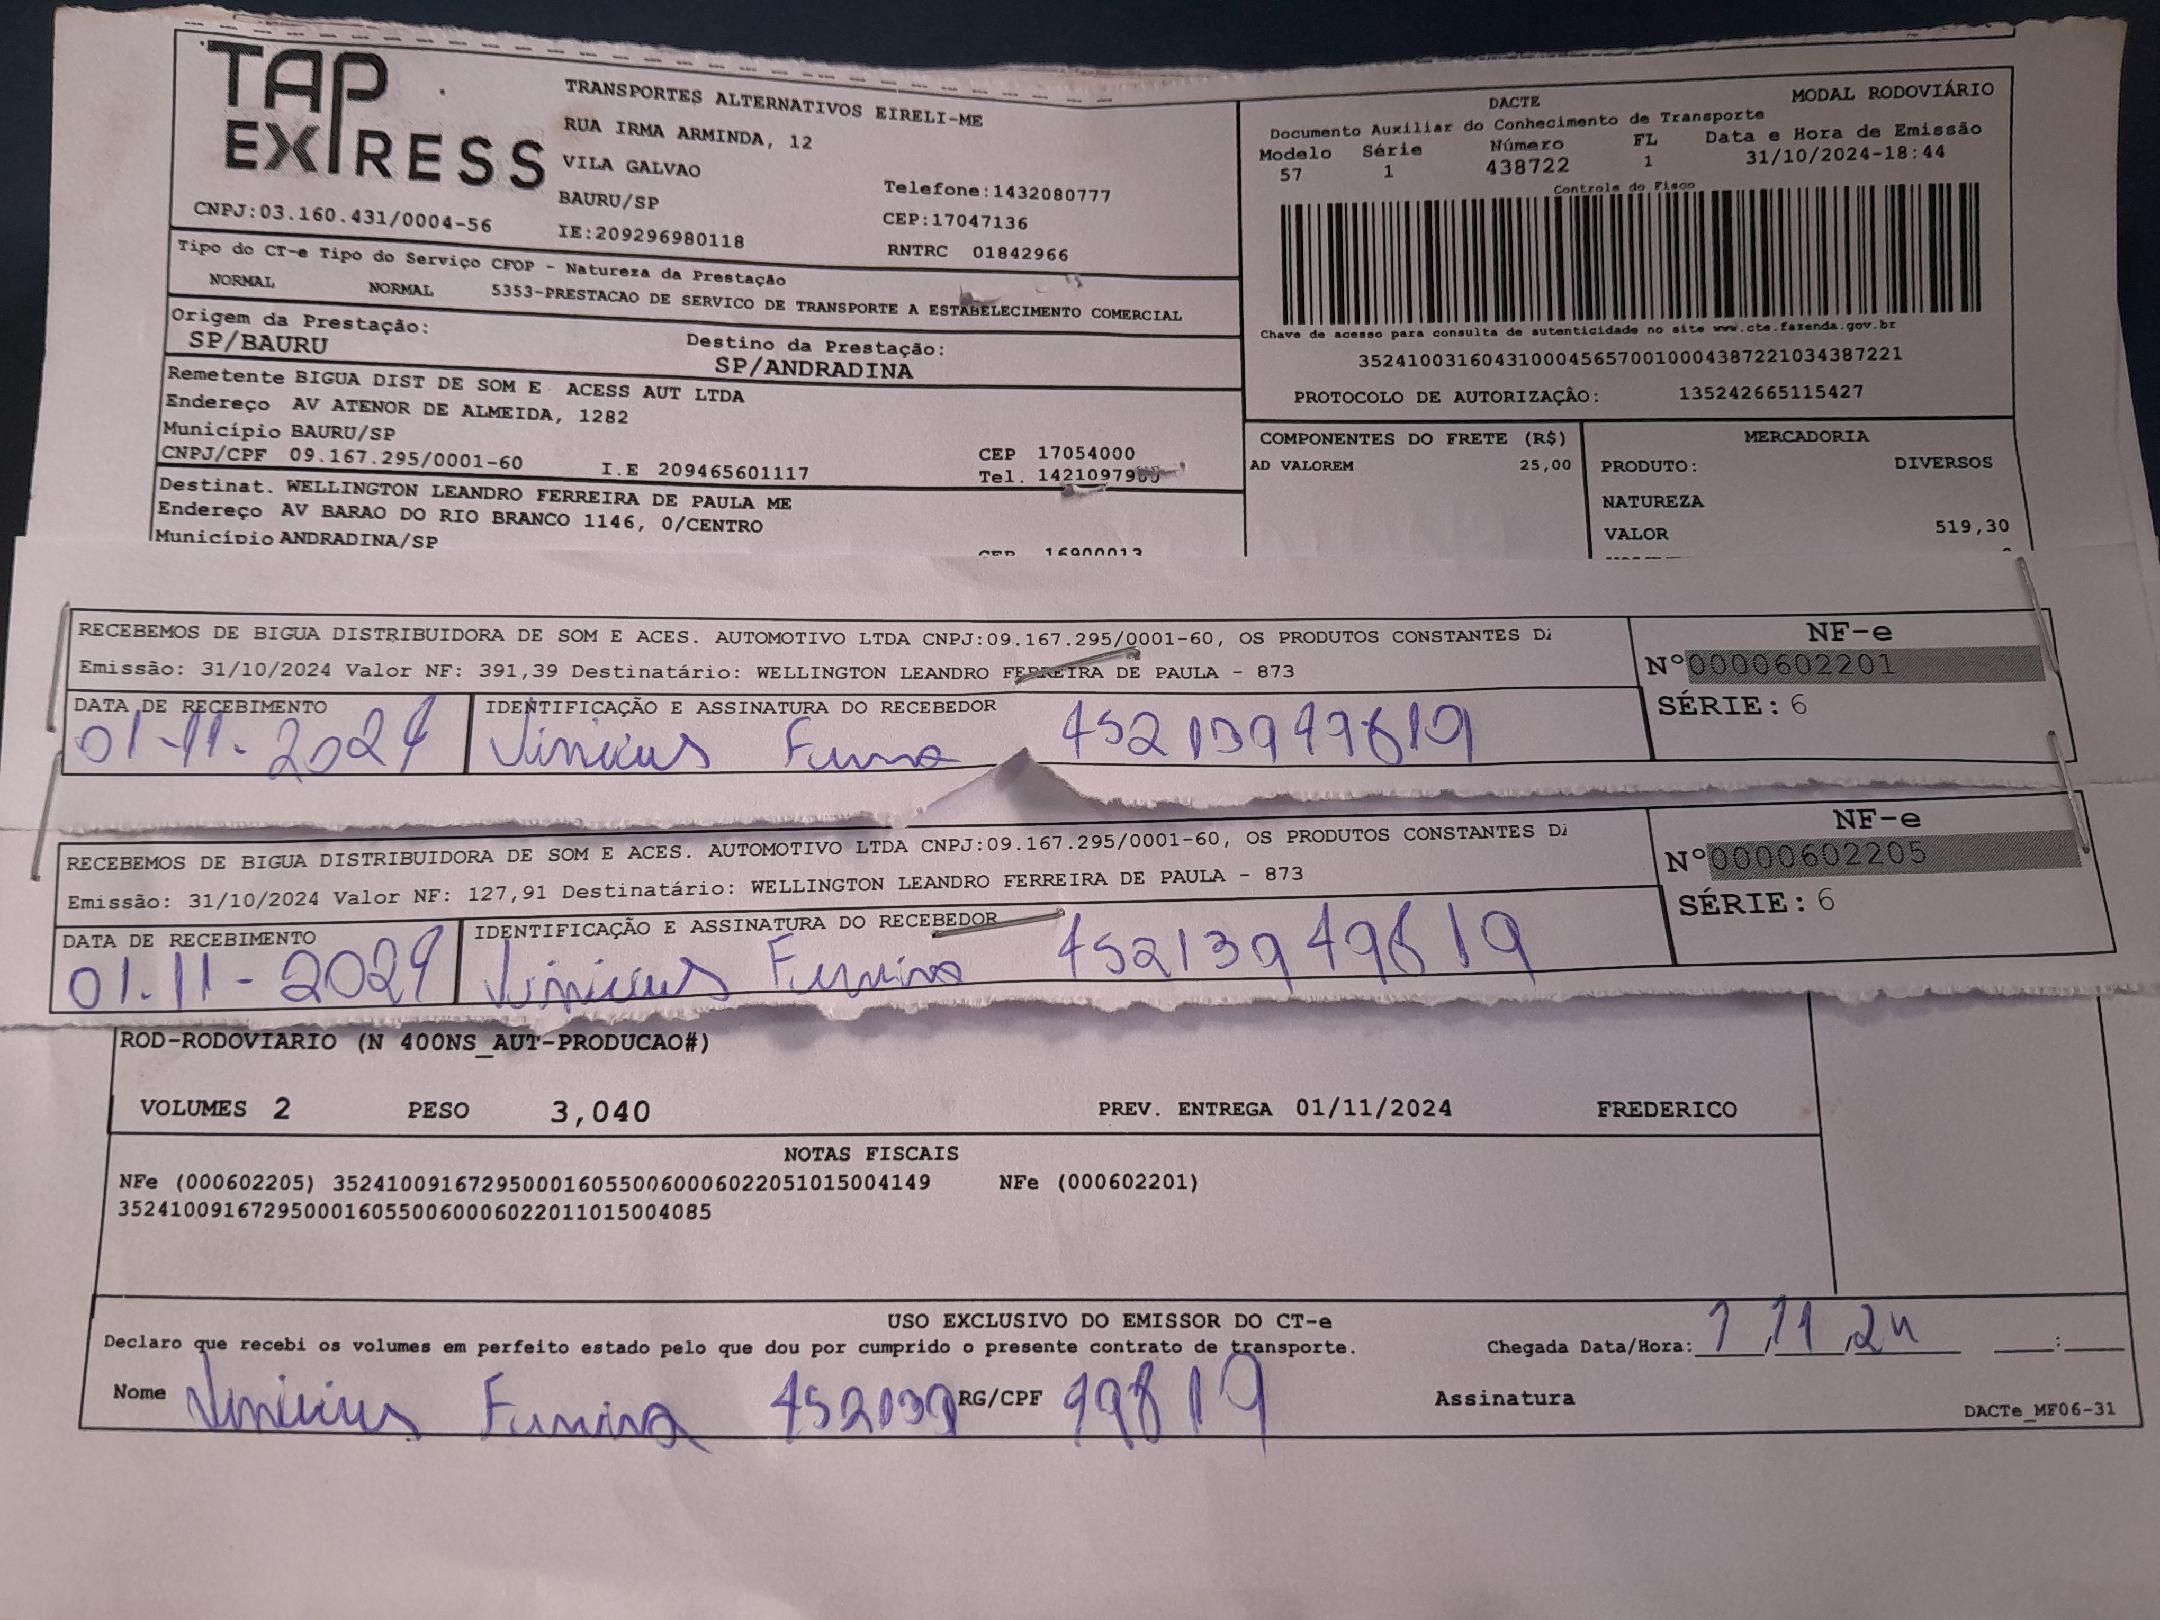 TAP EXPRESS
TRANSPORTES ALTERNATIVOS EIRELI-ME
RUA IRMA ARMINDA, 12
VILA GALVAO
BAURU/SP
Telefone:1432080777
CEP:17047136
CNPJ:03.160.431/0004-56
IE:209296980118
RNTRC 01842966
MODAL RODOVIÁRIO
DACTE
Documento Auxiliar do Conhecimento de Transporte
Modelo Série Número FL Data e Hora de Emissão
57 1 438722 1 31/10/2024-18:44
Controle do Fisco
Chave de acesso para consulta de autenticidade no site www.cte.fazenda.gov.br
35241003160431000456570010004387221034387221
PROTOCOLO DE AUTORIZAÇÂO: 135242665115427
Tipo do CT-e Tipo do Serviço CFOP - Natureza da Prestação
NORMAL NORMAL 5353-PRESTACAO DE SERVICO DE TRANSPORTE A ESTABELECIMENTO COMERCIAL
Origem da Prestação: Destino da Prestação:
SP/BAURU SP/ANDRADINA
Remetente BIGUA DIST DE SOM E ACESS AUT LTDA
Endereço AV ATENOR DE ALMEIDA, 1282
Município BAURU/SP CEP 17054000
CNPJ/CPF 09.167.295/0001-60 I.E 209465601117 Tel.
Destinat. WELLINGTON LEANDRO FERREIRA DE PAULA ME
Endereço AV BARAO DO RIO BRANCO 1146, 0/CENTRO
Município ANDRADINA/SP CEP 16900013
COMPONENTES DO FRETE (R$)
AD VALOREM 25,00
MERCADORIA
PRODUTO: DIVERSOS
NATUREZA
VALOR 519,30
RECEBEMOS DE BIGUA DISTRIBUIDORA DE SOM E ACES. AUTOMOTIVO LTDA CNPJ:09.167.295/0001-60, OS PRODUTOS CONSTANTES
Emissão: 31/10/2024 Valor NF: 391,39 Destinatário: WELLINGTON LEANDRO FERREIRA DE PAULA - 873
DATA DE RECEBIMENTO IDENTIFICAÇÃO E ASSINATURA DO RECEBEDOR
01-11-2024 Vinicius 45213949819
NF-e
Nº0000602201
SÉRIE: 6
RECEBEMOS DE BIGUA DISTRIBUIDORA DE SOM E ACES. AUTOMOTIVO LTDA CNPJ:09.167.295/0001-60, OS PRODUTOS CONSTANTES
Emissão: 31/10/2024 Valor NF: 127,91 Destinatário: WELLINGTON LEANDRO FERREIRA DE PAULA - 873
DATA DE RECEBIMENTO IDENTIFICAÇÃO E ASSINATURA DO RECEBEDOR
01.11-2024 Vinicius 45213949819
NF-e
Nº0000602205
SÉRIE: 6
ROD-RODOVIARIO (N 400NS_AUT-PRODUCAO#)
VOLUMES 2 PESO 3,040 PREV. ENTREGA 01/11/2024 FREDERICO
NOTAS FISCAIS
NFe (000602205) 35241009167295000160550060006022051015004149 NFe (000602201)
35241009167295000160550060006022011015004085
USO EXCLUSIVO DO EMISSOR DO CT-e
Declaro que recebi os volumes em perfeito estado pelo que dou por cumprido o presente contrato de transporte. Chegada Data/Hora: 1/11/24 :
Nome Vinicius 452139 RG/CPF 49819 Assinatura
DACTe_MF06-31